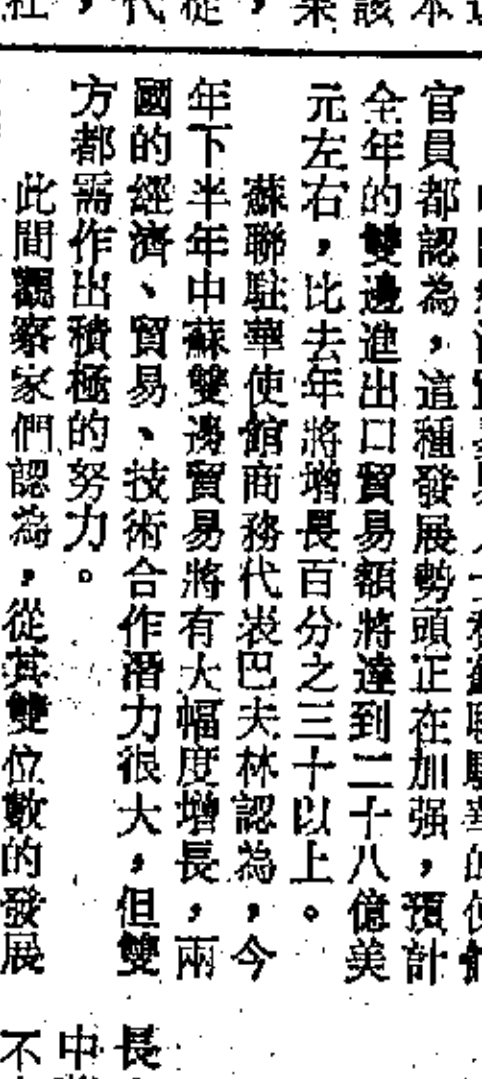 本
該
，
從
代
，
官員都認為，這種發展勢頭正在加强，預計
全年的雙邊進出口貿易額將達到二十八億美
元左右，比去年將增長百分之三十以上。
蘇聯駐華使館商務代表巴夫林認為，今
年下半年中蘇雙邊貿易將有大幅度增長，兩
國的經濟、貿易、技術合作潛力很大，但雙
方都需作出積極的努力。
此間觀察家們認為，從其雙位數的發展
長
中
不